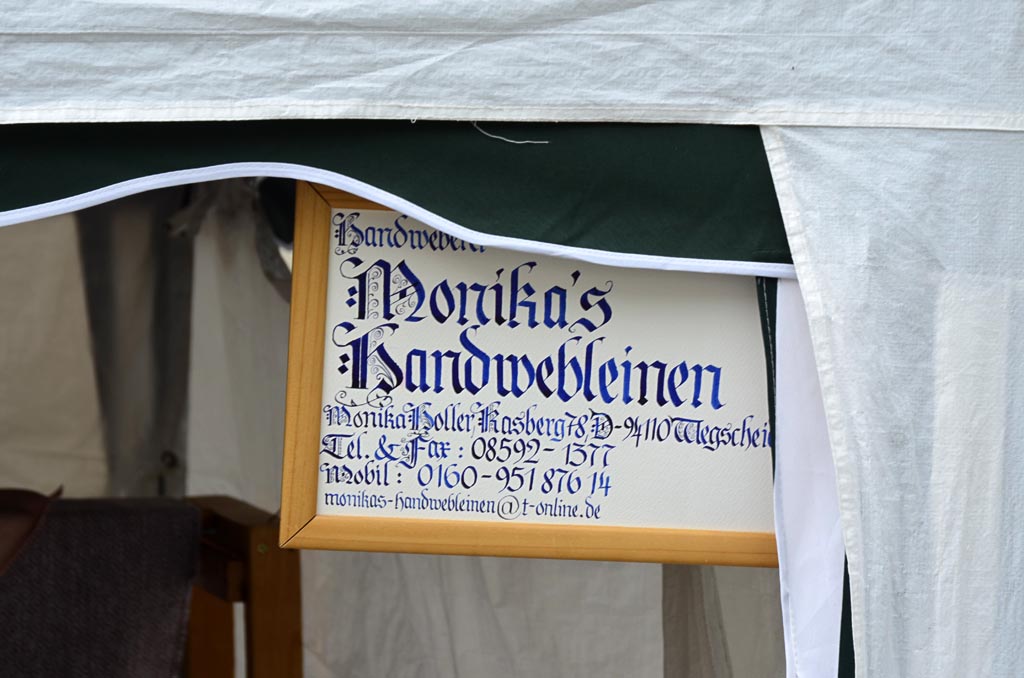 Handweberei
Monika's
Handwebleinen
Monika Holler, Kasberg 78, D-94110 Wegschei
Tel. & Fax : 08592 - 1377
Mobil : 0160 - 951 876 14
monikas-handwebleinen@t-online.de